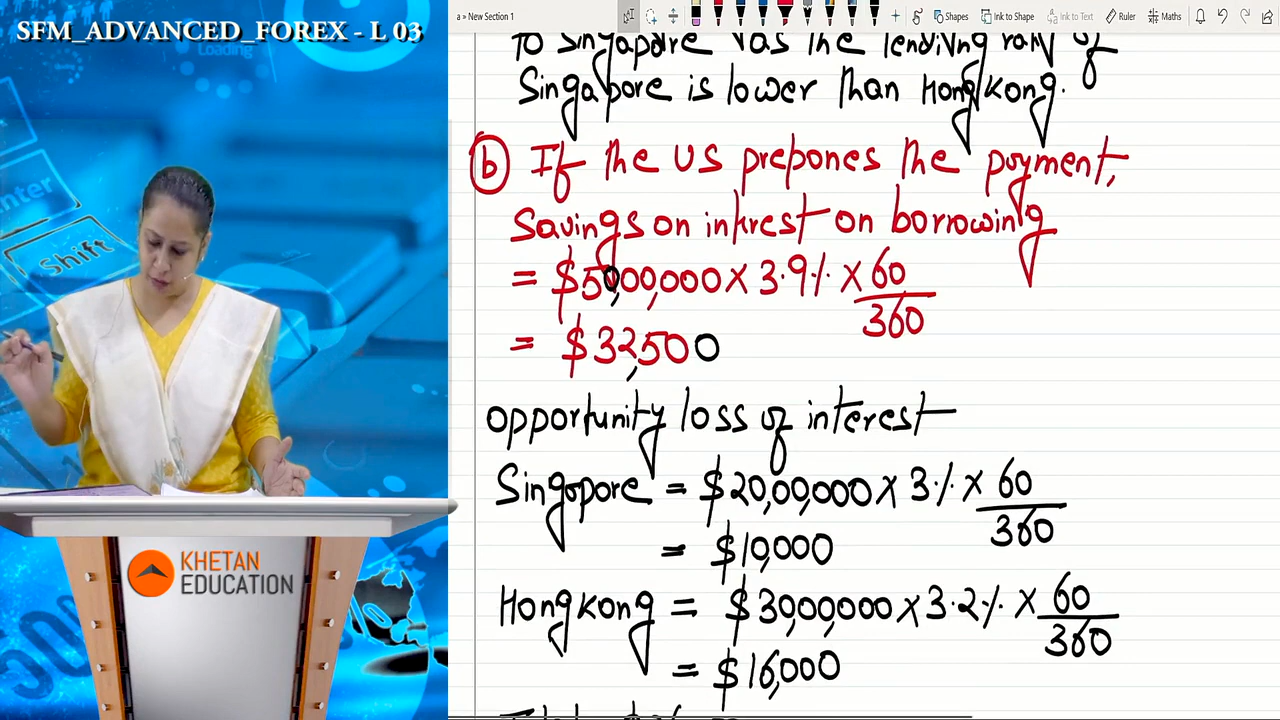 SFM_ADVANCED_FOREX - L 03
Loading
a » New Section 1
Shapes
Ink to Shape
Ink to Text
Ruler
Maths
to Singapore as the lending rate of
Singapore is lower than Hongkong.
(b) If the US prepones the payment,
savings on interest on borrowing
= $50,00,000 × 3.9% × 60
360
= $32,500
opportunity loss of interest
Singapore = $20,00,000 × 3% × 60
360
= $10,000
Hongkong = $30,00,000 × 3.2% × 60
360
= $16,000
Shift
KHETAN
EDUCATION